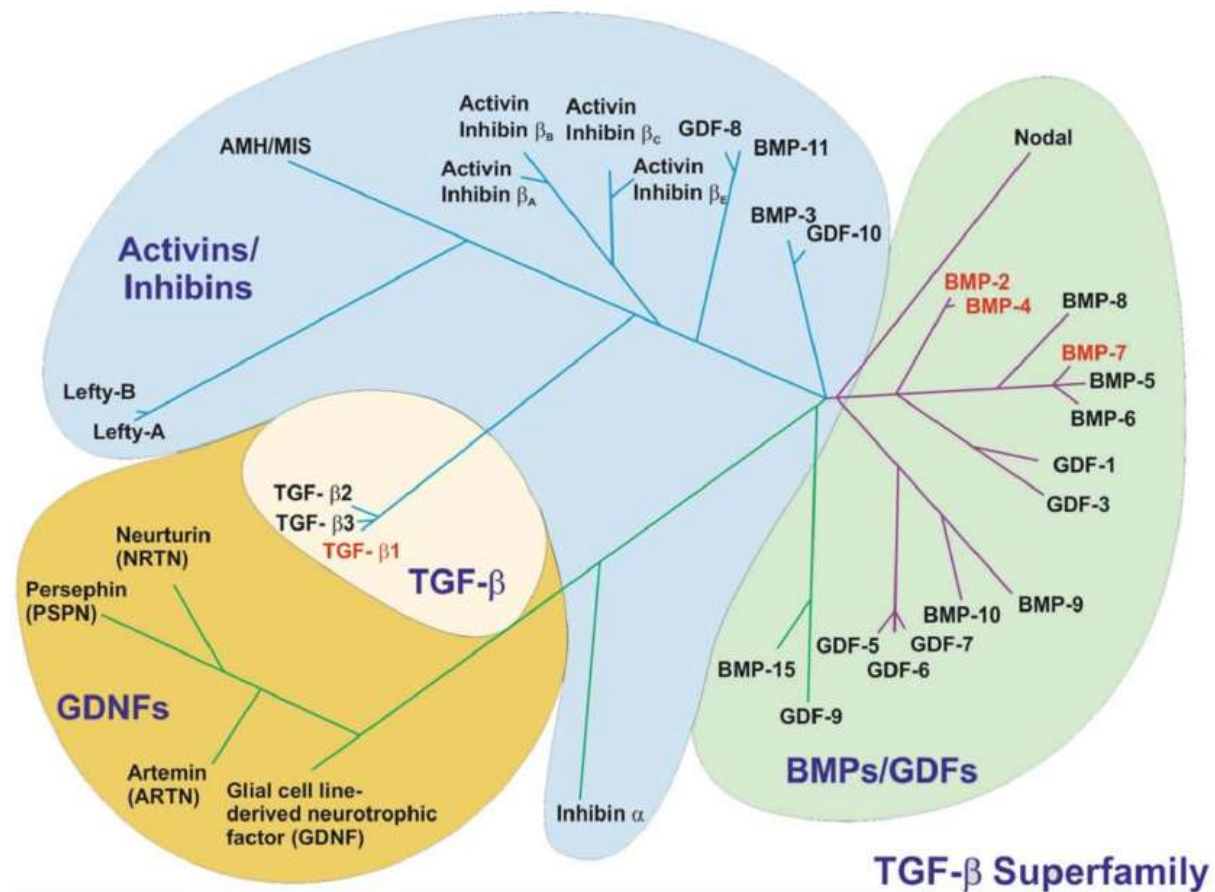 Activin
Inhibin βB
Activin
Inhibin βC
GDF-8
BMP-11
AMH/MIS
Activin
Inhibin βA
Activin
Inhibin βE
BMP-3
GDF-10
Nodal
Activins/
Inhibins
BMP-2
BMP-4
BMP-8
BMP-7
BMP-5
BMP-6
Lefty-B
Lefty-A
GDF-1
GDF-3
TGF- β2
TGF- β3
TGF- β1
TGF-β
Neurturin
(NRTN)
Persephin
(PSPN)
BMP-9
BMP-10
GDF-5
GDF-7
GDF-6
BMP-15
GDF-9
GDNFs
BMPs/GDFs
Artemin
(ARTN)
Glial cell line-
derived neurotrophic
factor (GDNF)
Inhibin α
TGF-β Superfamily